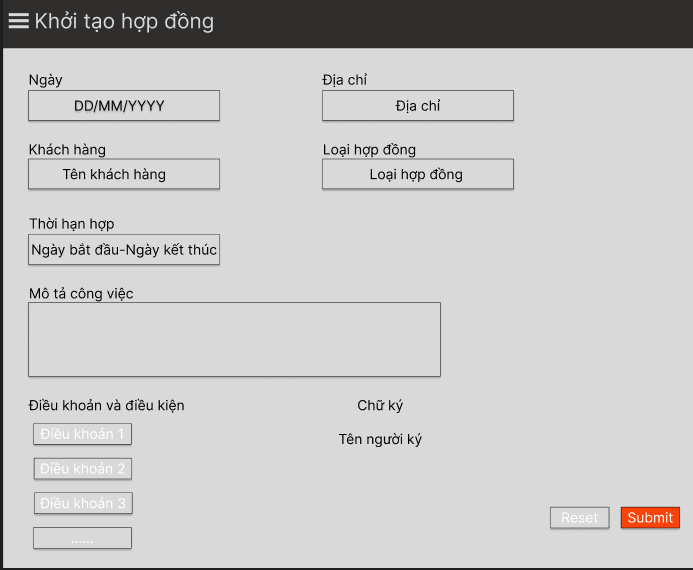 Khởi tạo hợp đồng
Ngày
Địa chỉ
DD/MM/YYYY
Địa chỉ
Khách hàng
Loại hợp đồng
Tên khách hàng
Loại hợp đồng
Thời hạn hợp
Ngày bắt đầu-Ngày kết thúc
Mô tả công việc
Điều khoản và điều kiện
Chữ ký
Điều khoản 1
Tên người ký
Điều khoản 2
Điều khoản 3
......
Reset
Submit